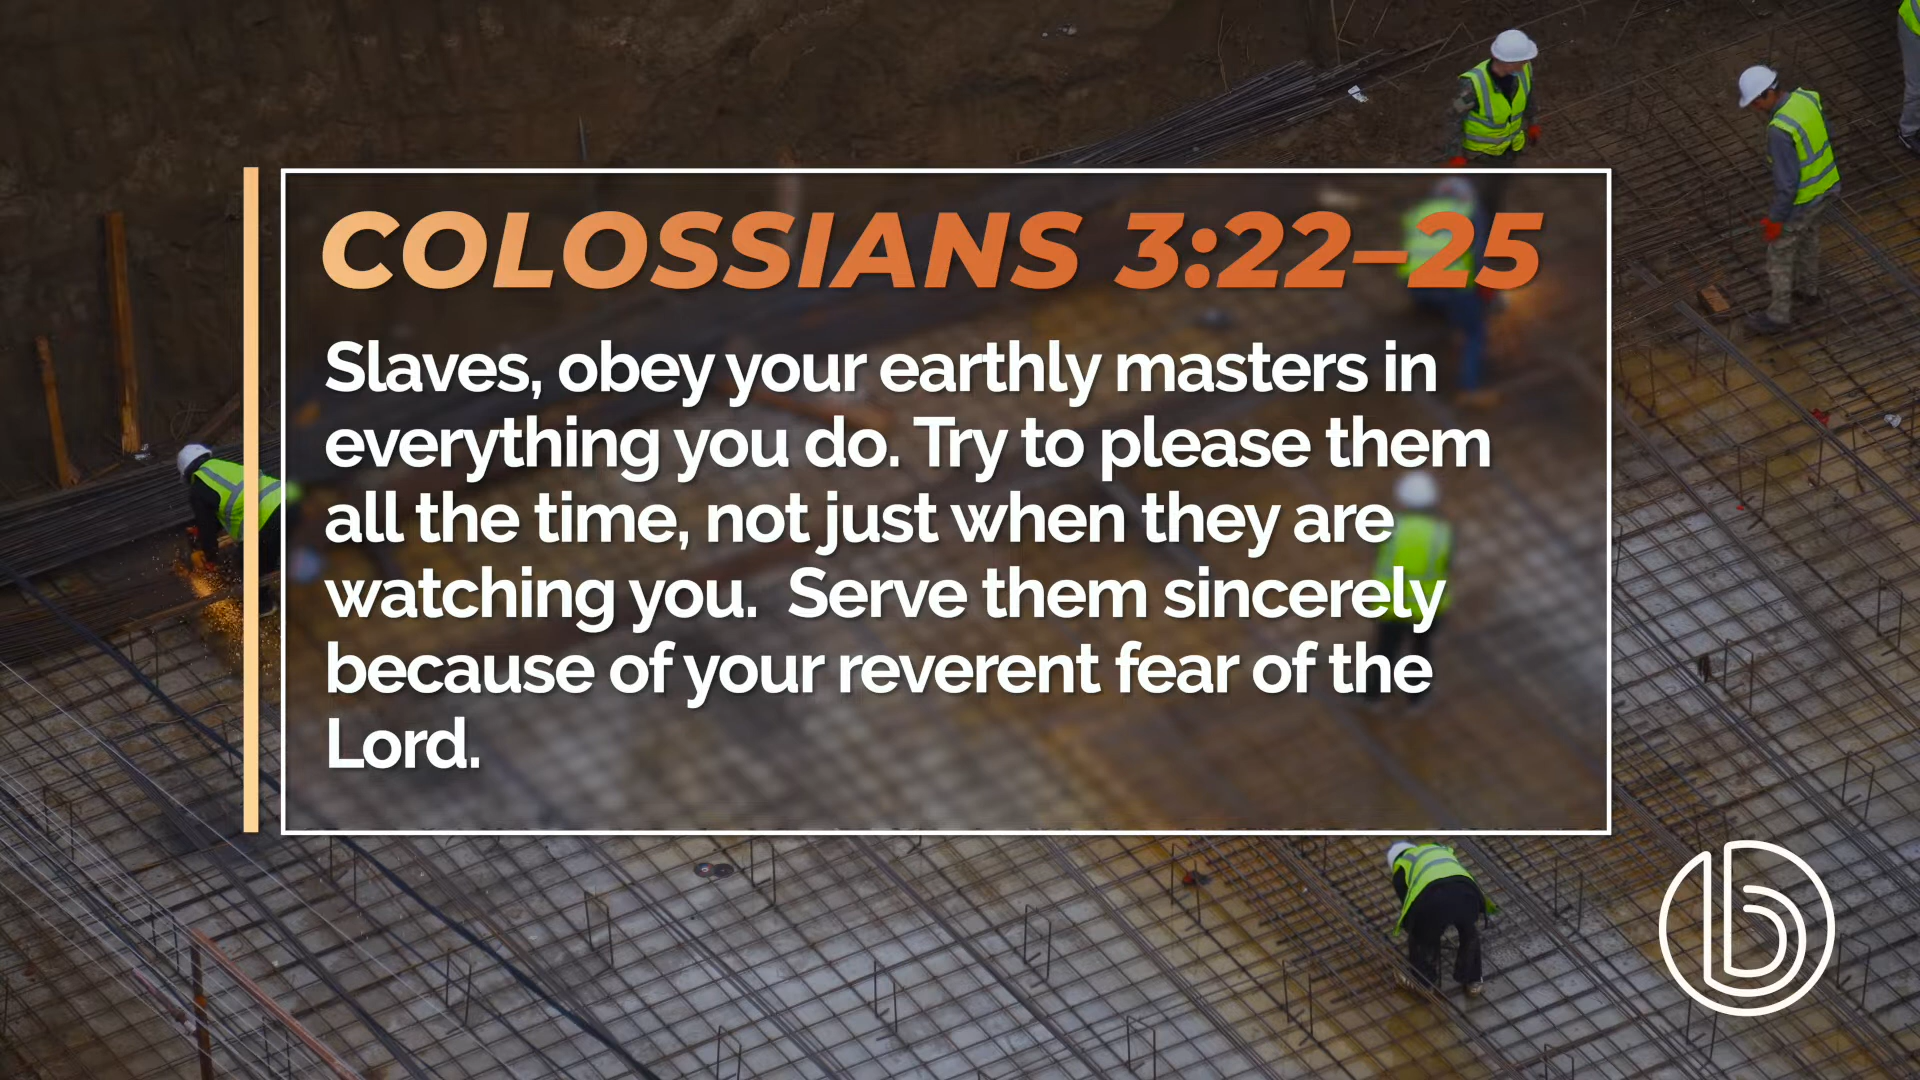 COLOSSIANS 3:22–25
Slaves, obey your earthly masters in
everything you do. Try to please them
all the time, not just when they are
watching you.  Serve them sincerely
because of your reverent fear of the
Lord.